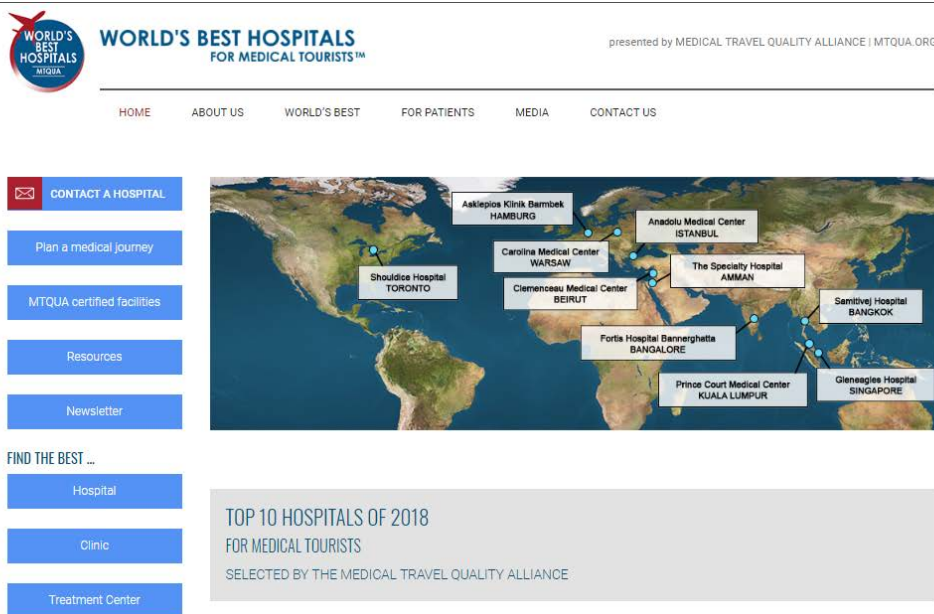 WORLD'S
BEST
HOSPITALS
MTQUA
WORLD'S BEST HOSPITALS
FOR MEDICAL TOURISTS™
presented by MEDICAL TRAVEL QUALITY ALLIANCE | MTQUA.ORG
HOME ABOUT US WORLD'S BEST FOR PATIENTS MEDIA CONTACT US
CONTACT A HOSPITAL
Plan a medical journey
MTQUA certified facilities
Resources
Newsletter
FIND THE BEST ...
Hospital
Clinic
Treatment Center
Asklepios Klinik Barmbek
HAMBURG
Anadolu Medical Center
ISTANBUL
Carolina Medical Center
WARSAW
The Specialty Hospital
AMMAN
Shouldice Hospital
TORONTO
Clemenceau Medical Center
BEIRUT
Samitivej Hospital
BANGKOK
Fortis Hospital Bannerghatta
BANGALORE
Prince Court Medical Center
KUALA LUMPUR
Gleneagles Hospital
SINGAPORE
TOP 10 HOSPITALS OF 2018
FOR MEDICAL TOURISTS
SELECTED BY THE MEDICAL TRAVEL QUALITY ALLIANCE